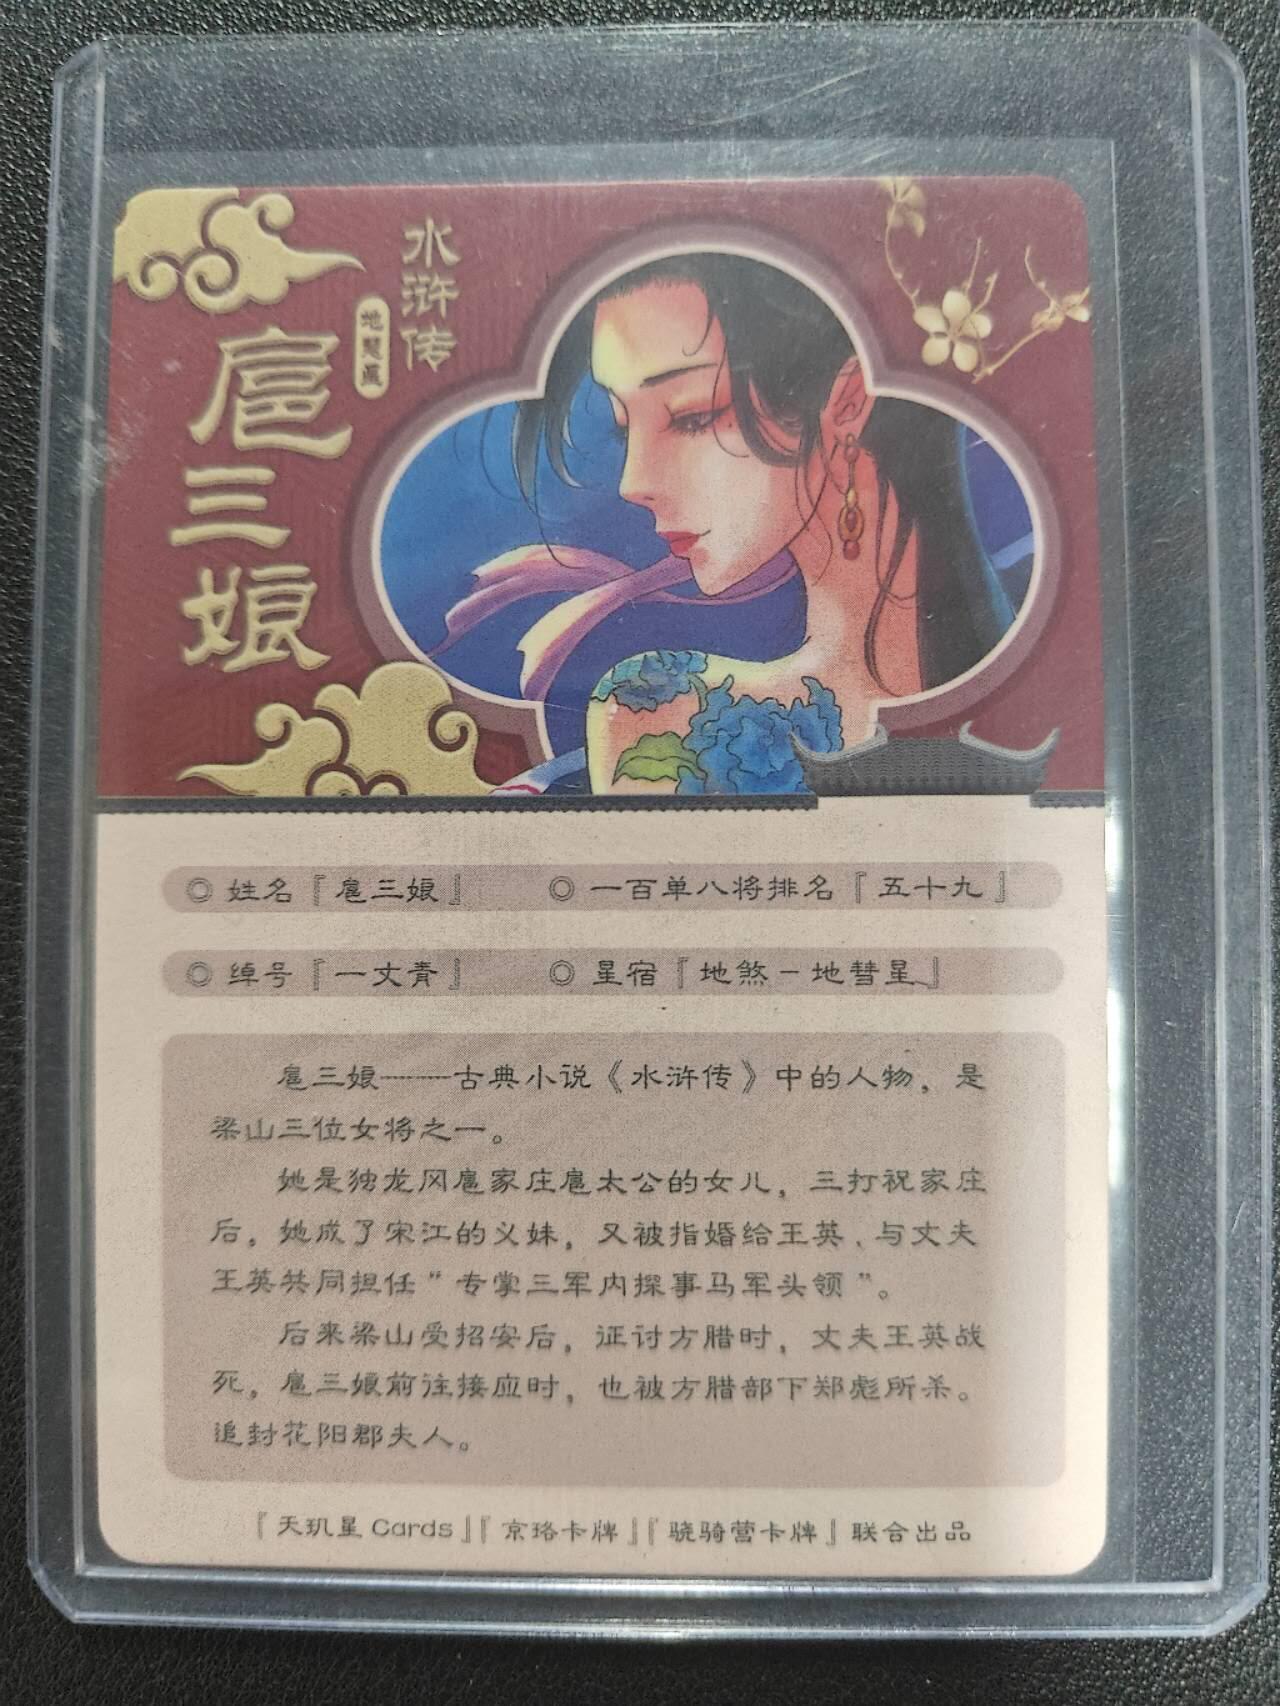 水浒传
地彗星
扈三娘
◎ 姓名『扈三娘』
◎ 一百单八将排名『五十九』
◎ 绰号『一丈青』
◎ 星宿『地煞－地彗星』
扈三娘——古典小说《水浒传》中的人物，是
梁山三位女将之一。
她是独龙冈扈家庄扈太公的女儿，三打祝家庄
后，她成了宋江的义妹，又被指婚给王英、与丈夫
王英共同担任“专掌三军内探事马军头领”。
后来梁山受招安后，证讨方腊时，丈夫王英战
死，扈三娘前往接应时，也被方腊部下郑彪所杀。
追封花阳郡夫人。
『天玑星Cards』『京珞卡牌』『骁骑营卡牌』联合出品